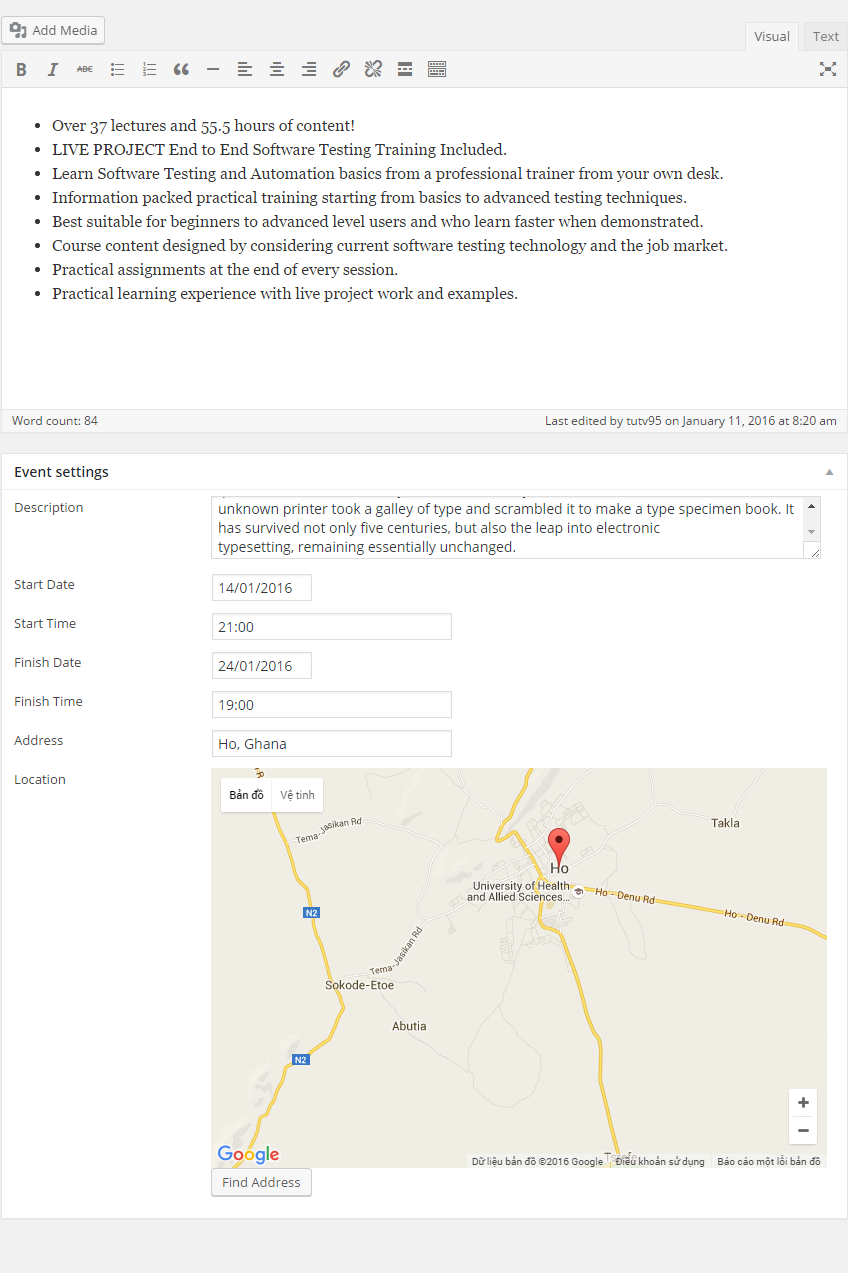 Add Media
Visual
Text
B I ABC
Over 37 lectures and 55.5 hours of content!
LIVE PROJECT End to End Software Testing Training Included.
Learn Software Testing and Automation basics from a professional trainer from your own desk.
Information packed practical training starting from basics to advanced testing techniques.
Best suitable for beginners to advanced level users and who learn faster when demonstrated.
Course content designed by considering current software testing technology and the job market.
Practical assignments at the end of every session.
Practical learning experience with live project work and examples.
Word count: 84
Last edited by tutv95 on January 11, 2016 at 8:20 am
Event settings
Description
unknown printer took a galley of type and scrambled it to make a type specimen book. It
has survived not only five centuries, but also the leap into electronic
typesetting, remaining essentially unchanged.
Start Date
14/01/2016
Start Time
21:00
Finish Date
24/01/2016
Finish Time
19:00
Address
Ho, Ghana
Location
Bản đồ
Vệ tinh
Tema-Jasikan Rd
Takla
Ho
University of Health
and Allied Sciences...
Ho - Denu Rd
Ho - Denu Rd
N2
Tema-Jasikan Rd
Sokode-Etoe
Abutia
N2
Google
Dữ liệu bản đồ ©2016 Google
Điều khoản sử dụng
Báo cáo một lỗi bản đồ
Find Address